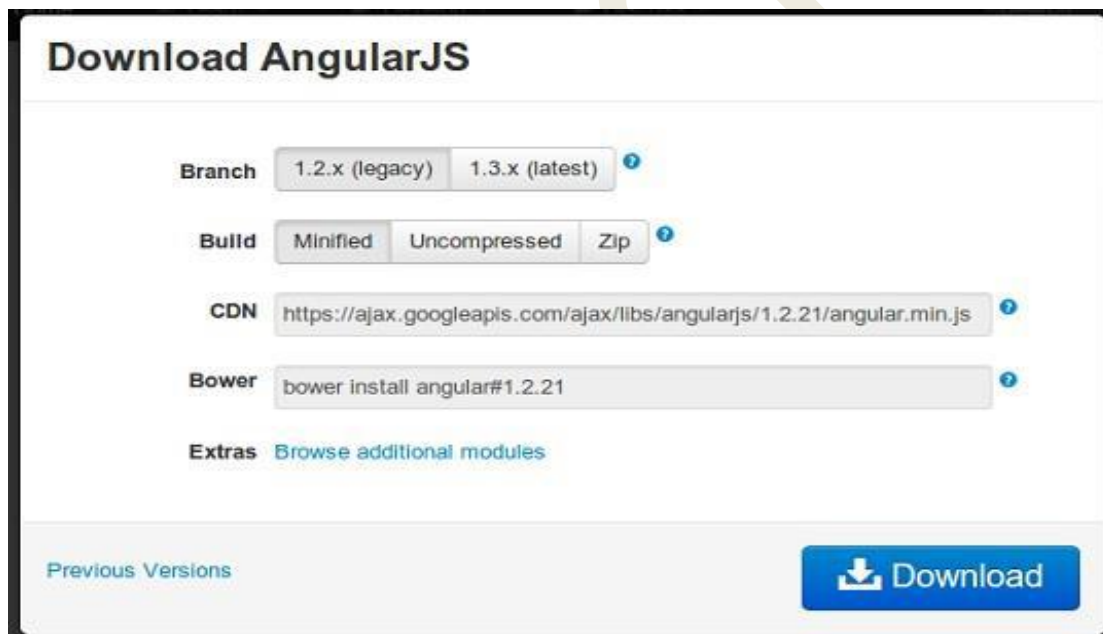 Download AngularJS
Branch 1.2.x (legacy) 1.3.x (latest) ?
Build Minified Uncompressed Zip ?
CDN https://ajax.googleapis.com/ajax/libs/angularjs/1.2.21/angular.min.js ?
Bower bower install angular#1.2.21 ?
Extras Browse additional modules
Previous Versions Download